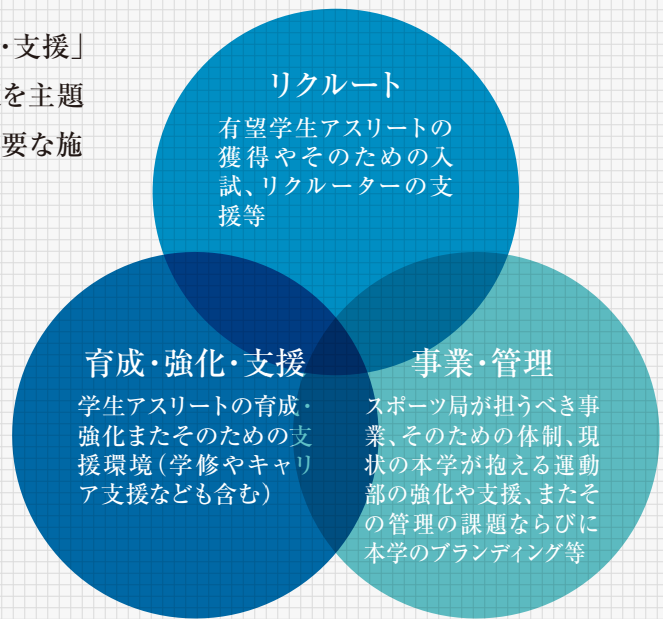 ・支援」
を主題
要な施
リクルート
有望学生アスリートの
獲得やそのための入
試、リクルーターの支
援等
育成・強化・支援
学生アスリートの育成・
強化またそのための支
援環境(学修やキャリ
ア支援なども含む)
事業・管理
スポーツ局が担うべき事
業、そのための体制、現
状の本学が抱える運動
部の強化や支援、またそ
の管理の課題ならびに
本学のブランディング等